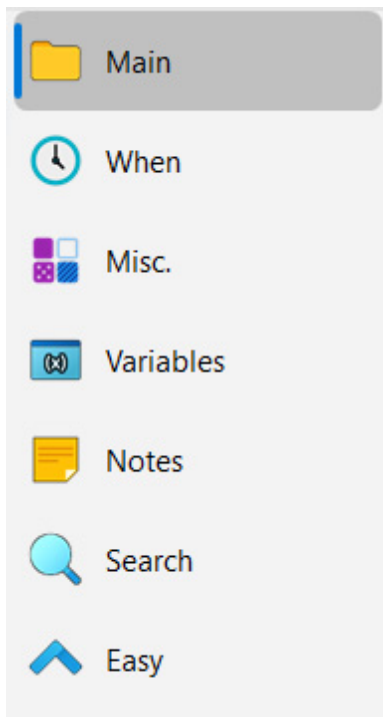 Main
When
Misc.
Variables
Notes
Search
Easy